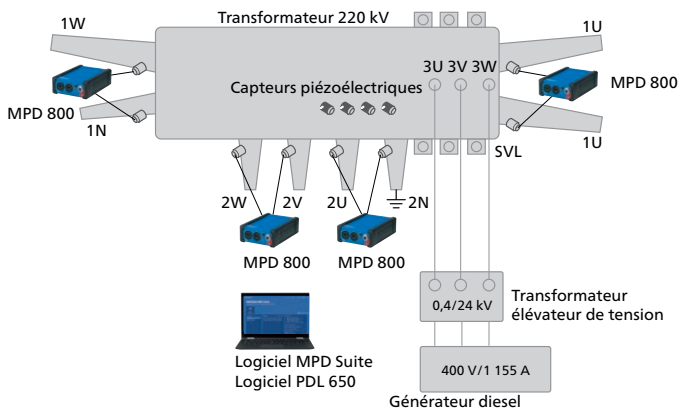 Transformateur 220 kV
1W
1U
3U 3V 3W
Capteurs piézoélectriques
MPD 800
MPD 800
1N
1U
SVL
2W
2V
2U
2N
MPD 800
MPD 800
0,4/24 kV
Transformateur
élévateur de tension
Logiciel MPD Suite
Logiciel PDL 650
400 V/1 155 A
Générateur diesel